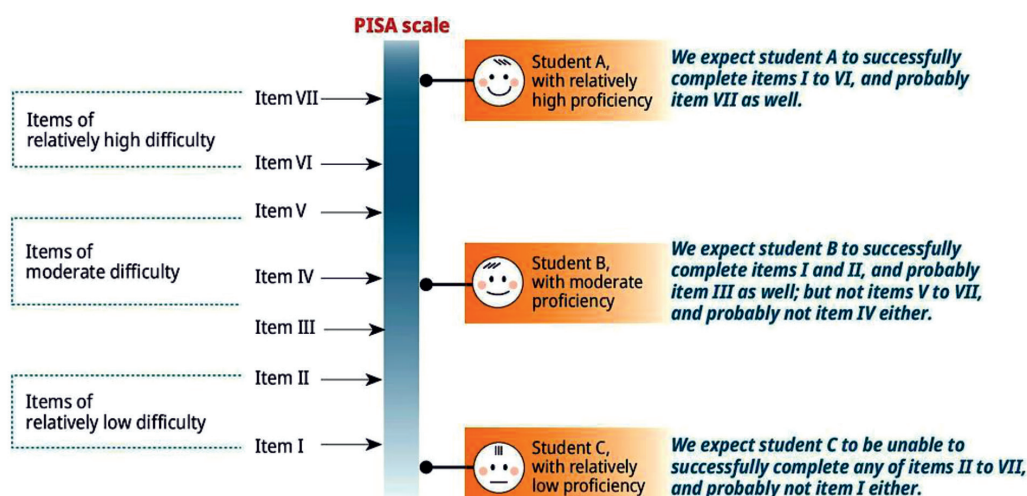 PISA scale
Item VII
Item VI
Item V
Item IV
Item III
Item II
Item I
Items of
relatively high difficulty
Items of
moderate difficulty
Items of
relatively low difficulty
Student A,
with relatively
high proficiency
We expect student A to successfully
complete items I to VI, and probably
item VII as well.
Student B,
with moderate
proficiency
We expect student B to successfully
complete items I and II, and probably
item III as well; but not items V to VII,
and probably not item IV either.
Student C,
with relatively
low proficiency
We expect student C to be unable to
successfully complete any of items II to VII,
and probably not item I either.